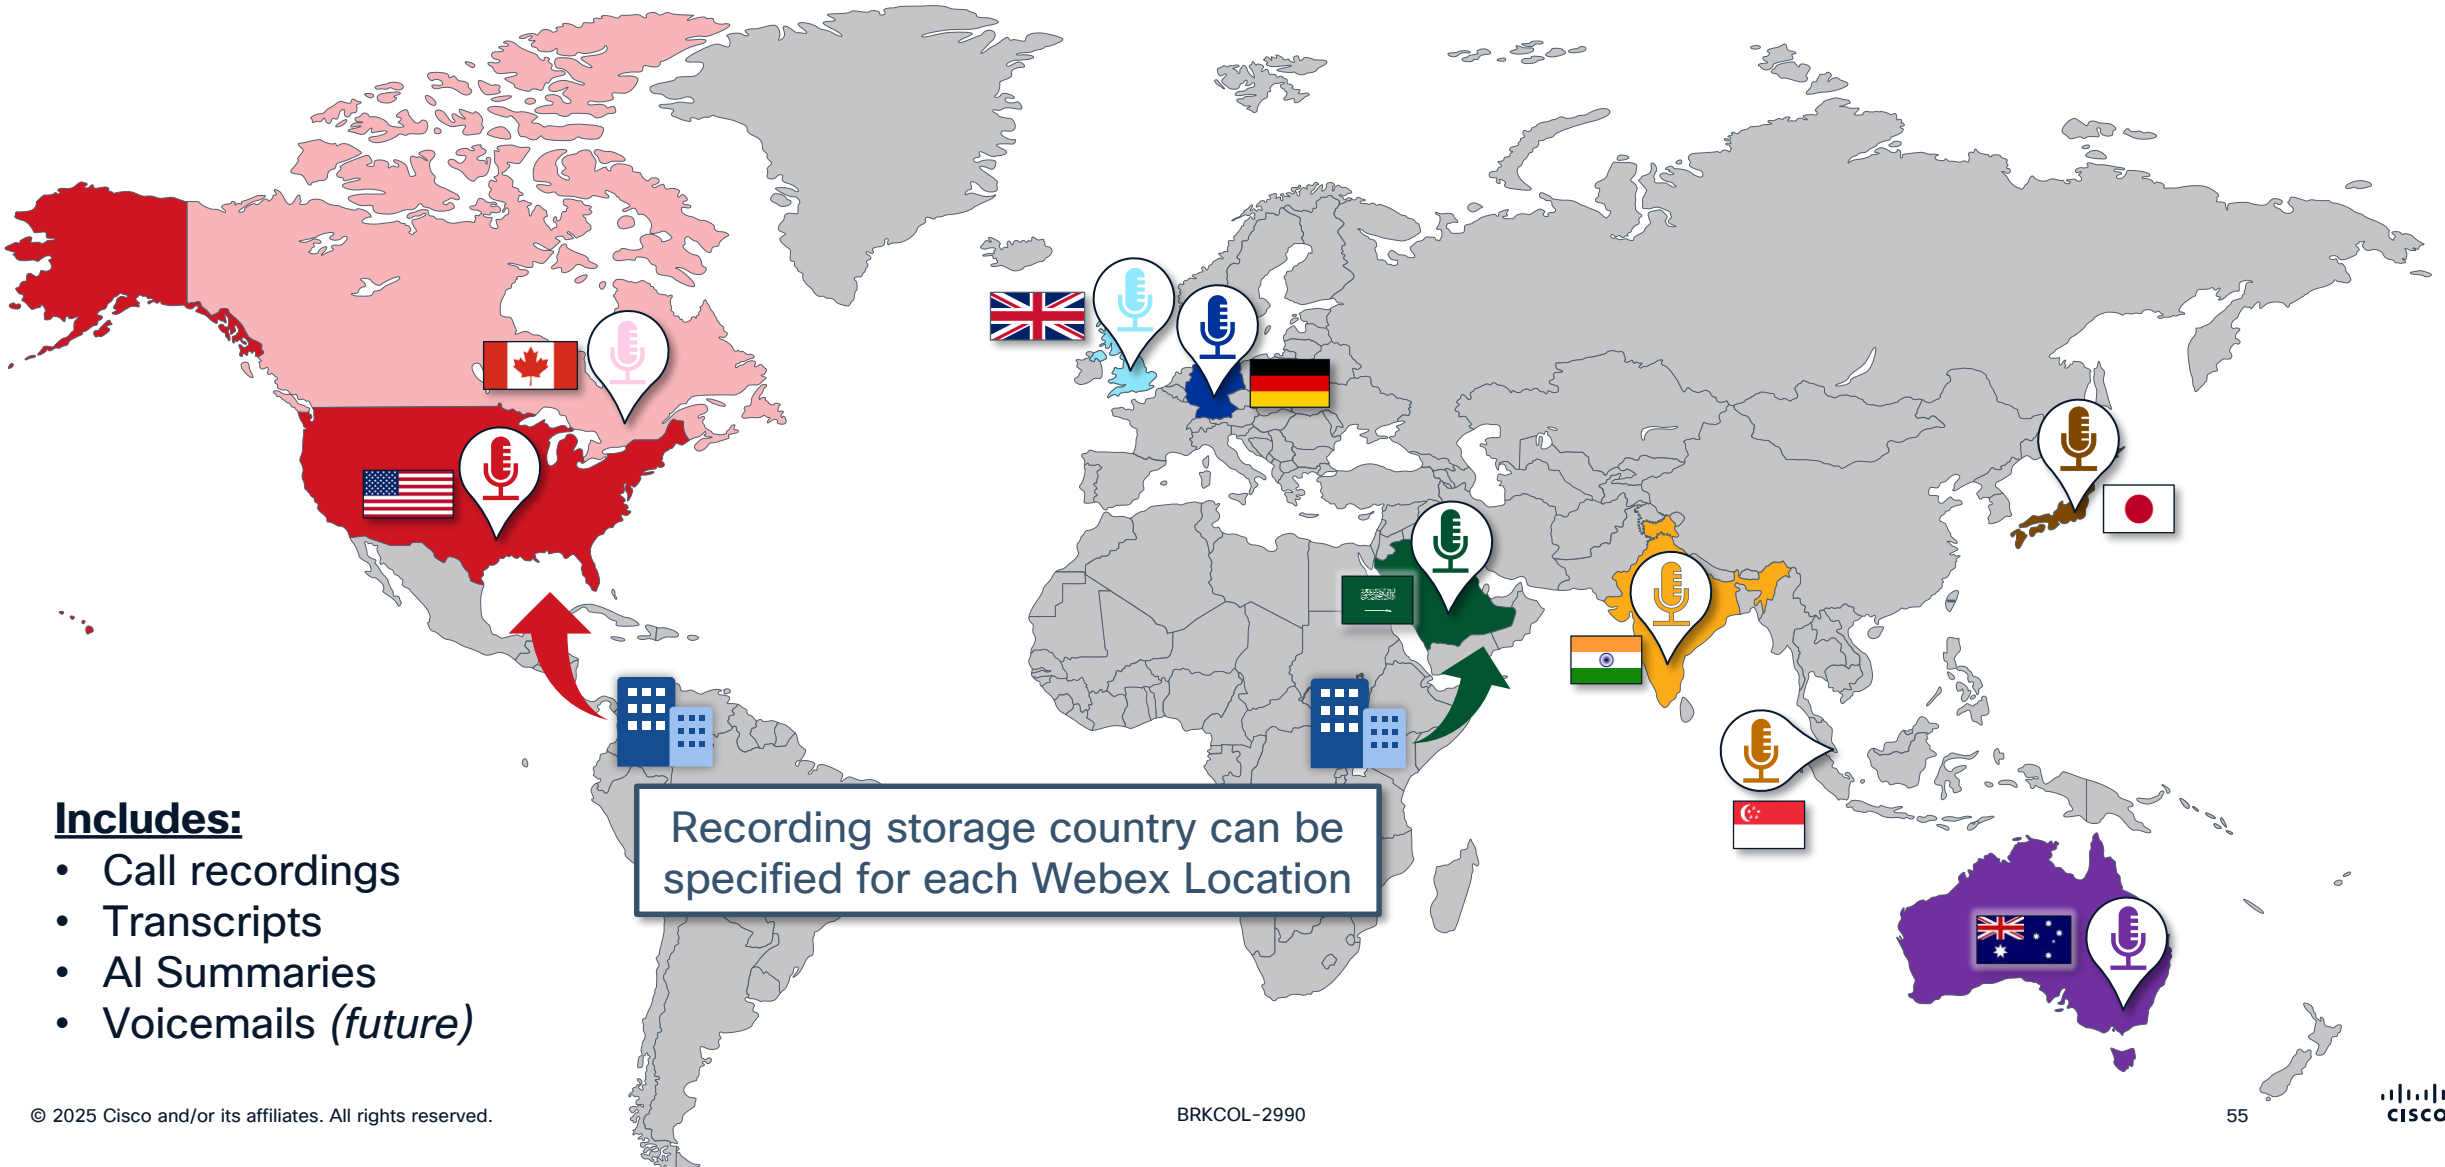 Recording storage country can be
specified for each Webex Location
Includes:
• Call recordings
• Transcripts
• AI Summaries
• Voicemails (future)
© 2025 Cisco and/or its affiliates. All rights reserved.
BRKCOL-2990
55
CISCO